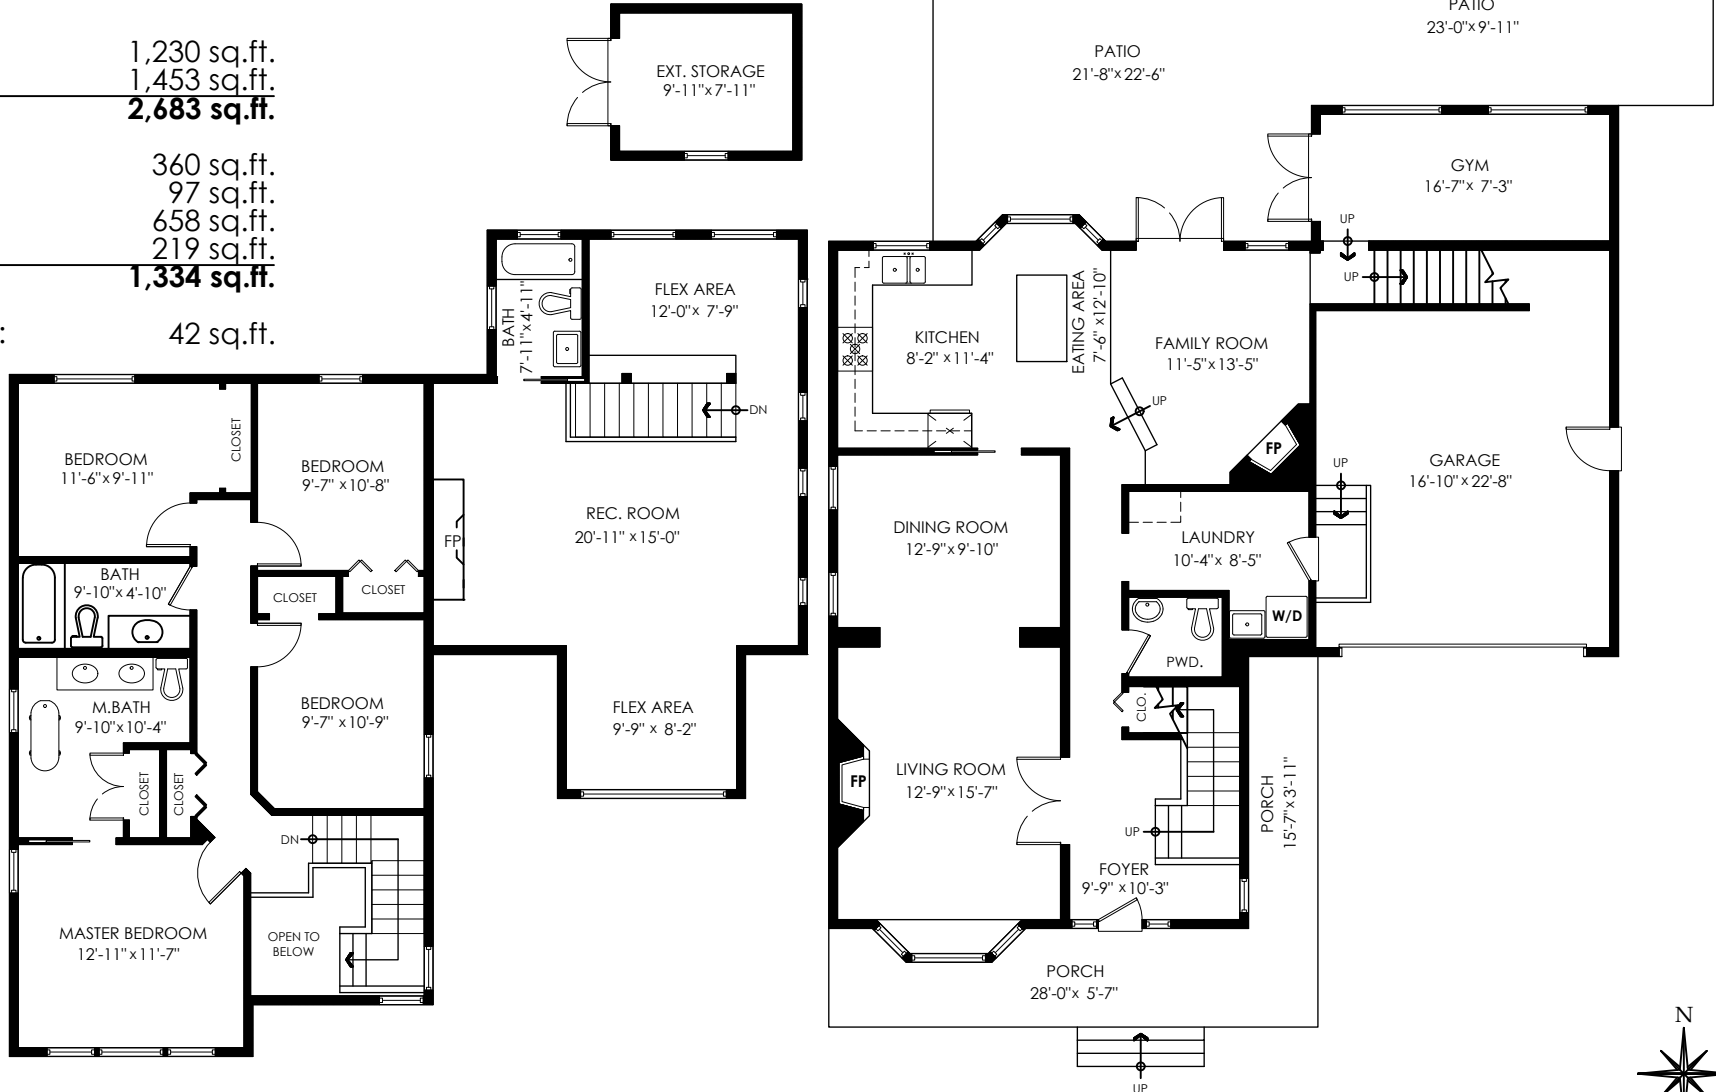 1,230 sq.ft.
1,453 sq.ft.
2,683 sq.ft.
360 sq.ft.
97 sq.ft.
658 sq.ft.
219 sq.ft.
1,334 sq.ft.
: 42 sq.ft.
EXT. STORAGE
9'-11"x7'-11"
PATIO
21'-8"x 22'-6"
PATIO
23'-0"x 9'-11"
GYM
16'-7"x 7'-3"
UP
UP
BATH
7'-11"x4'-11"
FLEX AREA
12'-0"x 7'-9"
DN
KITCHEN
8'-2" x11'-4"
EATING AREA
7'-6" x12'-10"
FAMILY ROOM
11'-5"x13'-5"
UP
FP
BEDROOM
11'-6"x9'-11"
CLOSET
BEDROOM
9'-7" x10'-8"
REC. ROOM
20'-11" x15'-0"
FP
DINING ROOM
12'-9"x9'-10"
GARAGE
16'-10"x22'-8"
UP
LAUNDRY
10'-4"x 8'-5"
W/D
BATH
9'-10"x4'-10"
CLOSET
CLOSET
PWD.
M.BATH
9'-10"x10'-4"
BEDROOM
9'-7" x10'-9"
FLEX AREA
9'-9" x 8'-2"
CLO.
CLOSET
CLOSET
FP
LIVING ROOM
12'-9"x15'-7"
PORCH
15'-7"x3'-11"
DN
UP
FOYER
9'-9" x10'-3"
MASTER BEDROOM
12'-11"x11'-7"
OPEN TO
BELOW
PORCH
28'-0"x 5'-7"
UP
N